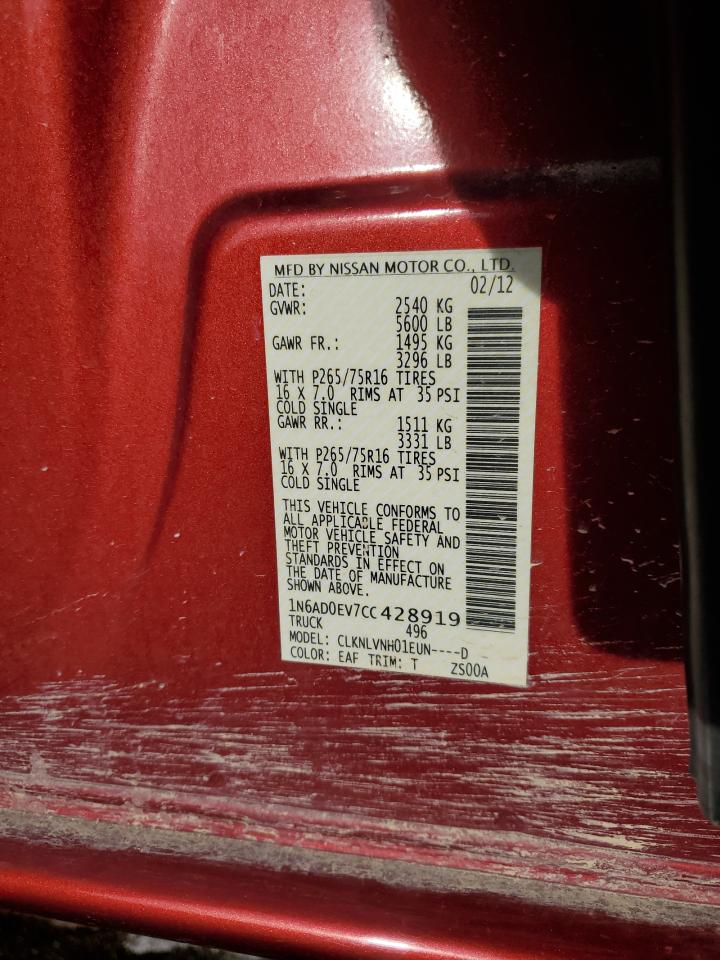 MFD BY NISSAN MOTOR CO., LTD.
DATE: 02/12
GVWR: 2540 KG
5600 LB
GAWR FR.: 1495 KG
3296 LB
WITH P265/75R16 TIRES
16 X 7.0 RIMS AT 35 PSI
COLD SINGLE
GAWR RR.: 1511 KG
3331 LB
WITH P265/75R16 TIRES
16 X 7.0 RIMS AT 35 PSI
COLD SINGLE
THIS VEHICLE CONFORMS TO
ALL APPLICABLE FEDERAL
MOTOR VEHICLE SAFETY AND
THEFT PREVENTION
STANDARDS IN EFFECT ON
THE DATE OF MANUFACTURE
SHOWN ABOVE.
1N6AD0EV7CC428919
TRUCK 496
MODEL: CLKNLVNH01EUN----D
COLOR: EAF TRIM: T ZS00A